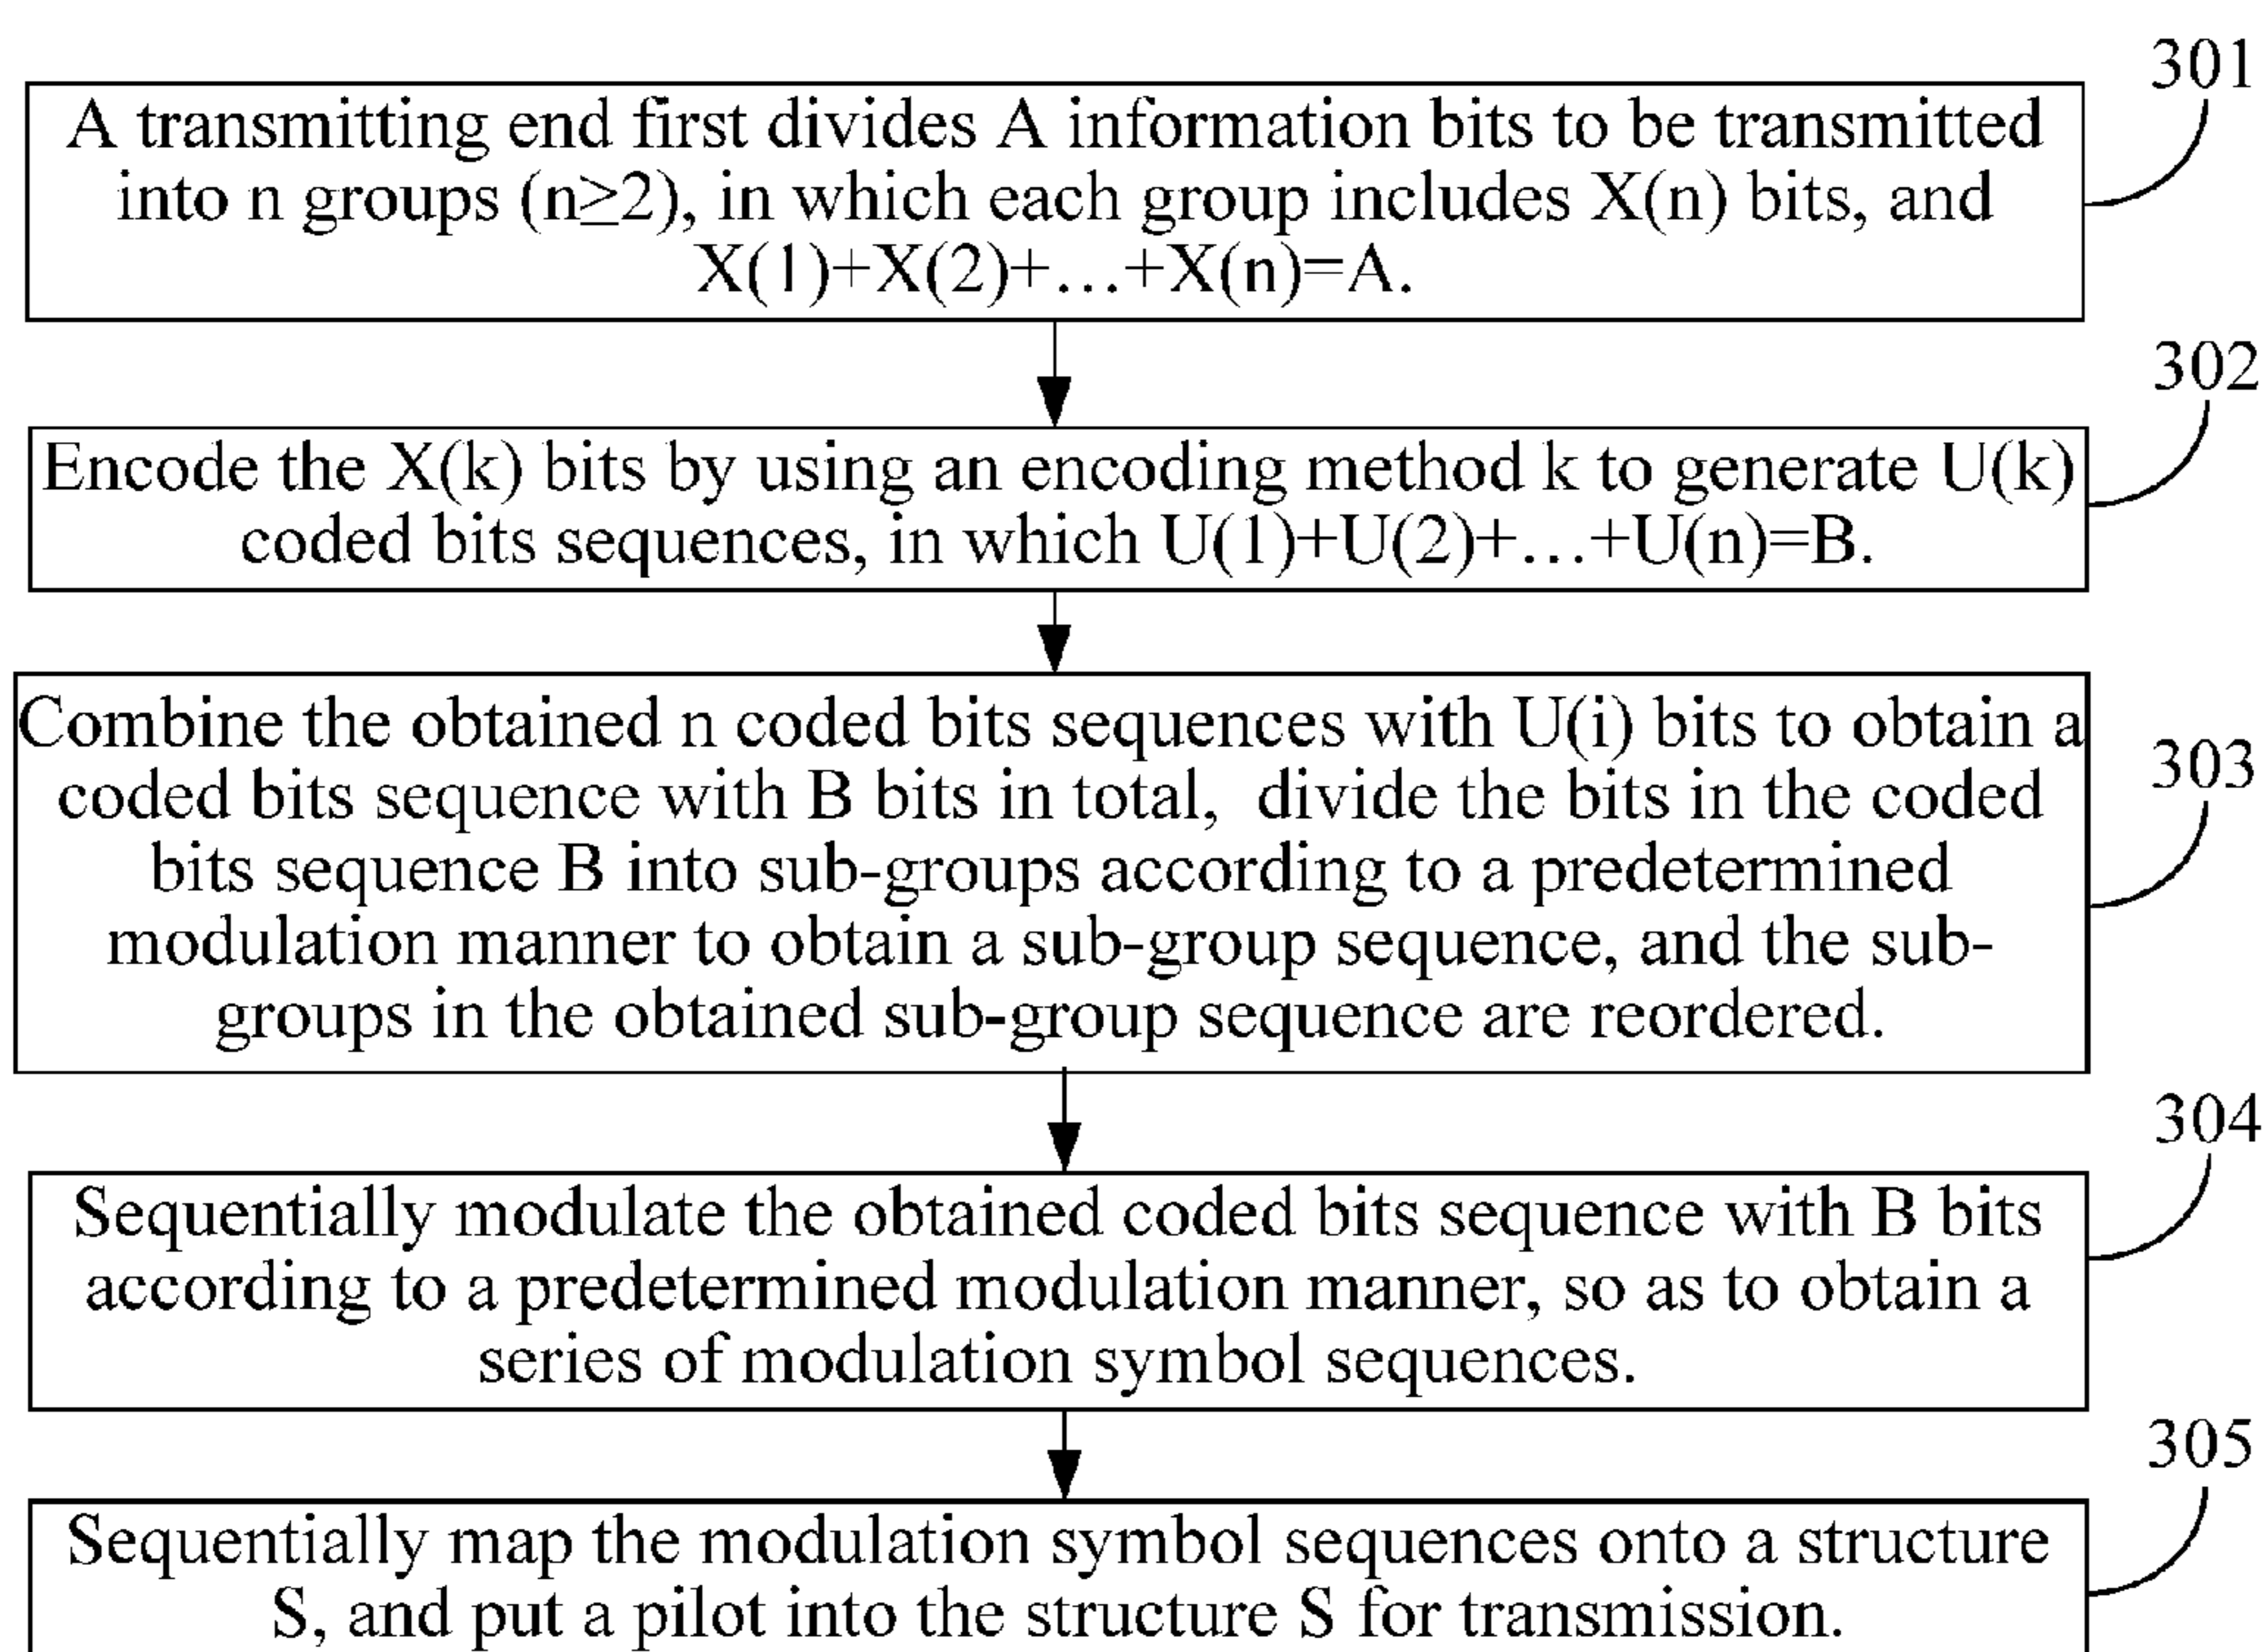 301
A transmitting end first divides A information bits to be transmitted
into n groups (n≥2), in which each group includes X(n) bits, and
X(1)+X(2)+...+X(n)=A.
302
Encode the X(k) bits by using an encoding method k to generate U(k)
coded bits sequences, in which U(1)+U(2)+...+U(n)=B.
303
Combine the obtained n coded bits sequences with U(i) bits to obtain a
coded bits sequence with B bits in total, divide the bits in the coded
bits sequence B into sub-groups according to a predetermined
modulation manner to obtain a sub-group sequence, and the sub-
groups in the obtained sub-group sequence are reordered.
304
Sequentially modulate the obtained coded bits sequence with B bits
according to a predetermined modulation manner, so as to obtain a
series of modulation symbol sequences.
305
Sequentially map the modulation symbol sequences onto a structure
S, and put a pilot into the structure S for transmission.